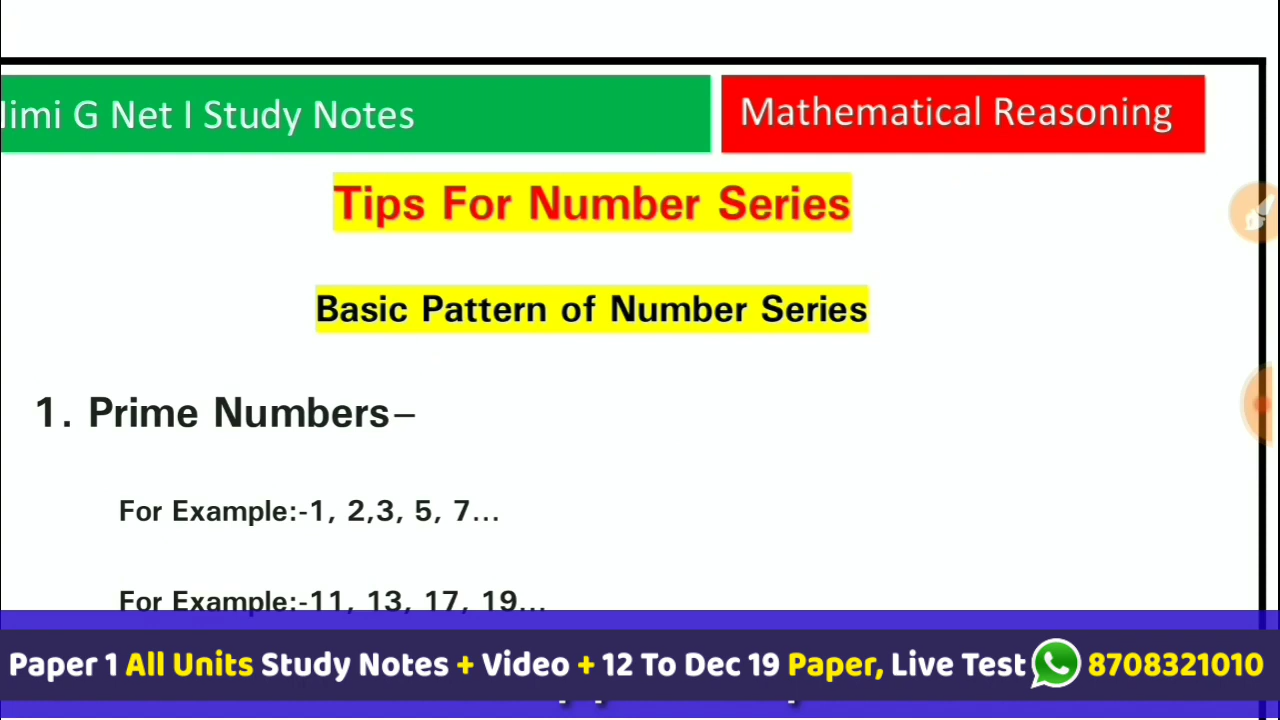 imi G Net I Study Notes
Mathematical Reasoning
Tips For Number Series
Basic Pattern of Number Series
1. Prime Numbers–
For Example:-1, 2,3, 5, 7...
For Example:-11, 13, 17, 19...
Paper 1 All Units Study Notes + Video + 12 To Dec 19 Paper, Live Test 8708321010